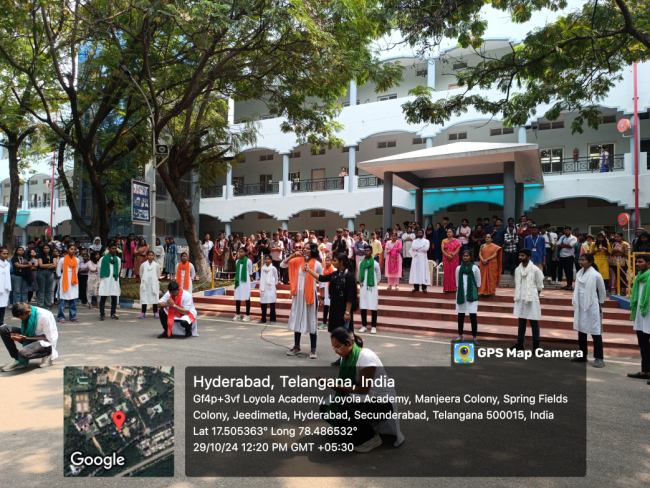 GPS Map Camera
Hyderabad, Telangana, India
Gf4p+3vf Loyola Academy, Loyola Academy, Manjeera Colony, Spring Fields
Colony, Jeedimetla, Hyderabad, Secunderabad, Telangana 500015, India
Lat 17.505363° Long 78.486532°
29/10/24 12:20 PM GMT +05:30
Google